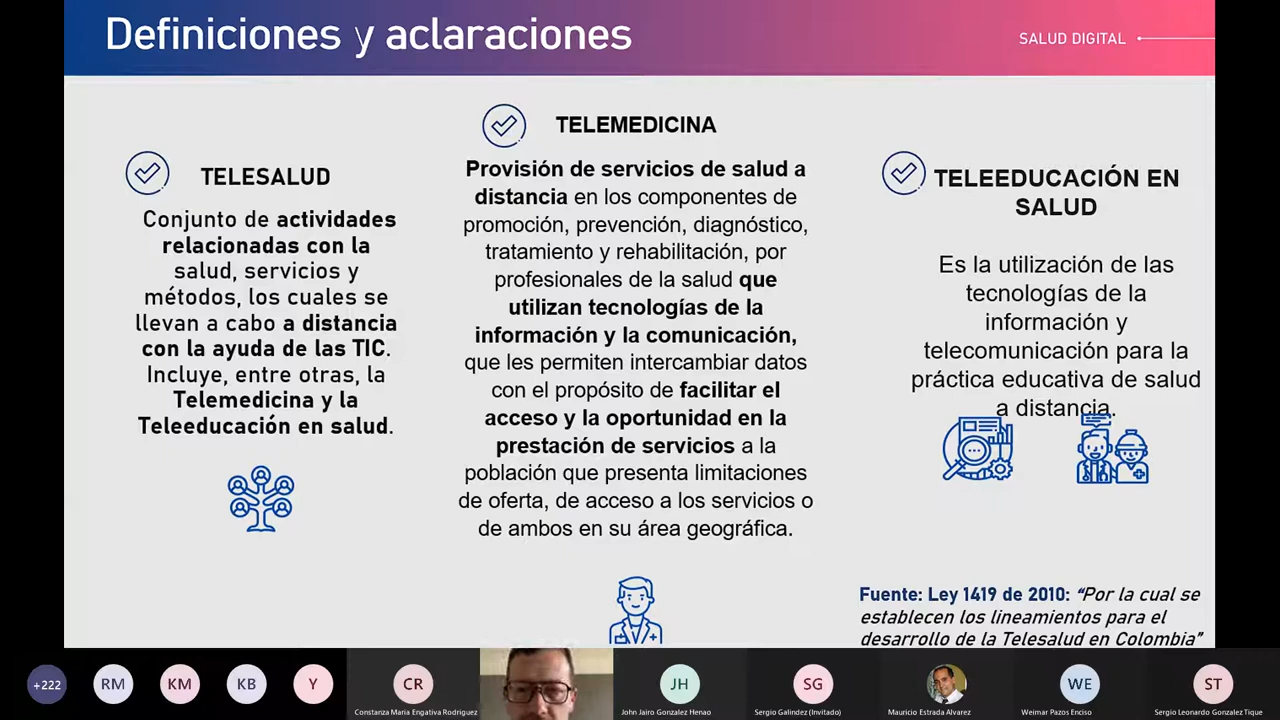 Definiciones y aclaraciones
SALUD DIGITAL
TELESALUD
Conjunto de actividades
relacionadas con la
salud, servicios y
métodos, los cuales se
llevan a cabo a distancia
con la ayuda de las TIC.
Incluye, entre otras, la
Telemedicina y la
Teleeducación en salud.
TELEMEDICINA
Provisión de servicios de salud a
distancia en los componentes de
promoción, prevención, diagnóstico,
tratamiento y rehabilitación, por
profesionales de la salud que
utilizan tecnologías de la
información y la comunicación,
que les permiten intercambiar datos
con el propósito de facilitar el
acceso y la oportunidad en la
prestación de servicios a la
población que presenta limitaciones
de oferta, de acceso a los servicios o
de ambos en su área geográfica.
TELEEDUCACIÓN EN
SALUD
Es la utilización de las
tecnologías de la
información y
telecomunicación para la
práctica educativa de salud
a distancia.
Fuente: Ley 1419 de 2010: “Por la cual se
establecen los lineamientos para el
desarrollo de la Telesalud en Colombia”
+222
RM
KM
KB
Y
CR
Constanza Maria Engativa Rodriguez
JH
John Jairo Gonzalez Henao
SG
Sergio Galindez (Invitado)
Mauricio Estrada Alvarez
WE
Weimar Pazos Enciso
ST
Sergio Leonardo Gonzalez Tique